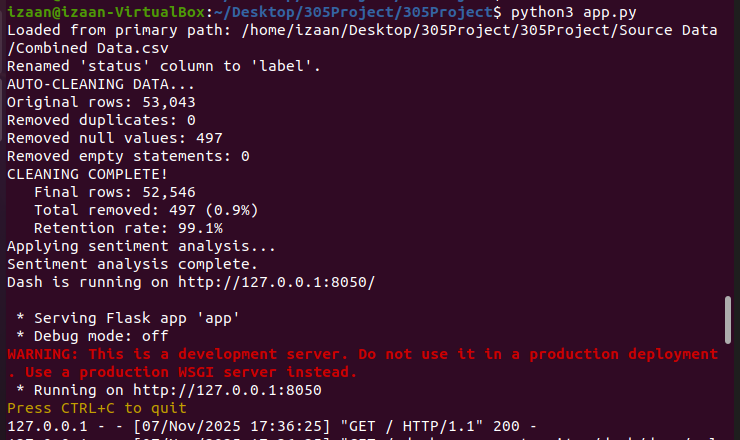 izaan@izaan-VirtualBox:~/Desktop/305Project/305Project$ python3 app.py
Loaded from primary path: /home/izaan/Desktop/305Project/305Project/Source Data
/Combined Data.csv
Renamed 'status' column to 'label'.
AUTO-CLEANING DATA...
Original rows: 53,043
Removed duplicates: 0
Removed null values: 497
Removed empty statements: 0
CLEANING COMPLETE!
   Final rows: 52,546
   Total removed: 497 (0.9%)
   Retention rate: 99.1%
Applying sentiment analysis...
Sentiment analysis complete.
Dash is running on http://127.0.0.1:8050/

 * Serving Flask app 'app'
 * Debug mode: off
WARNING: This is a development server. Do not use it in a production deployment
. Use a production WSGI server instead.
 * Running on http://127.0.0.1:8050
Press CTRL+C to quit
127.0.0.1 - - [07/Nov/2025 17:36:25] "GET / HTTP/1.1" 200 -